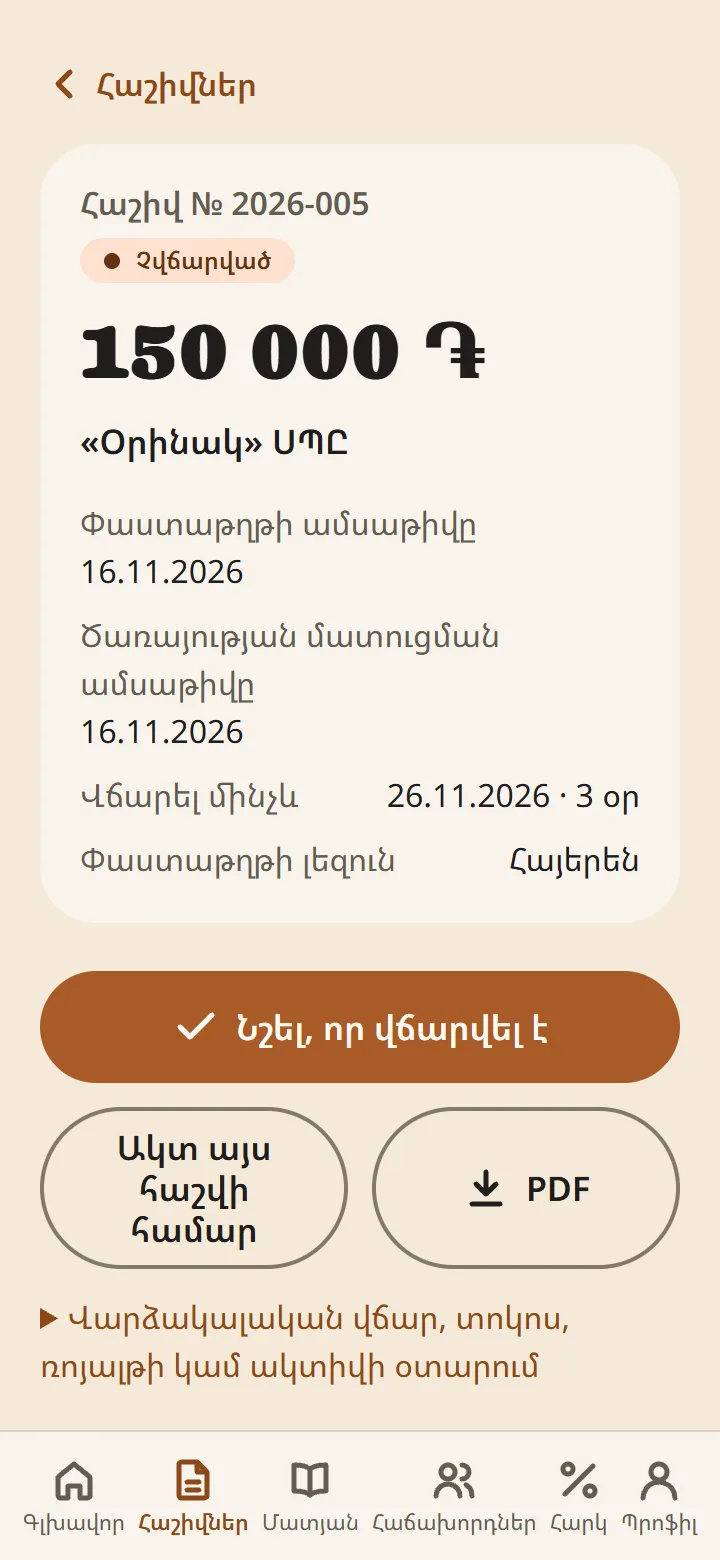 Հաշիվներ
Հաշիվ № 2026-005
Չվճարված
150 000 ֏
«Օրինակ» ՍՊԸ
Փաստաթղթի ամսաթիվը
16.11.2026
Ծառայության մատուցման
ամսաթիվը
16.11.2026
Վճարել մինչև 26.11.2026 · 3 օր
Փաստաթղթի լեզուն Հայերեն
Նշել, որ վճարվել է
Ակտ այս
հաշվի
համար
PDF
Վարձակալական վճար, տոկոս,
ռոյալթի կամ ակտիվի օտարում
Գլխավոր Հաշիվներ Մատյան Հաճախորդներ Հարկ Պրոֆիլ